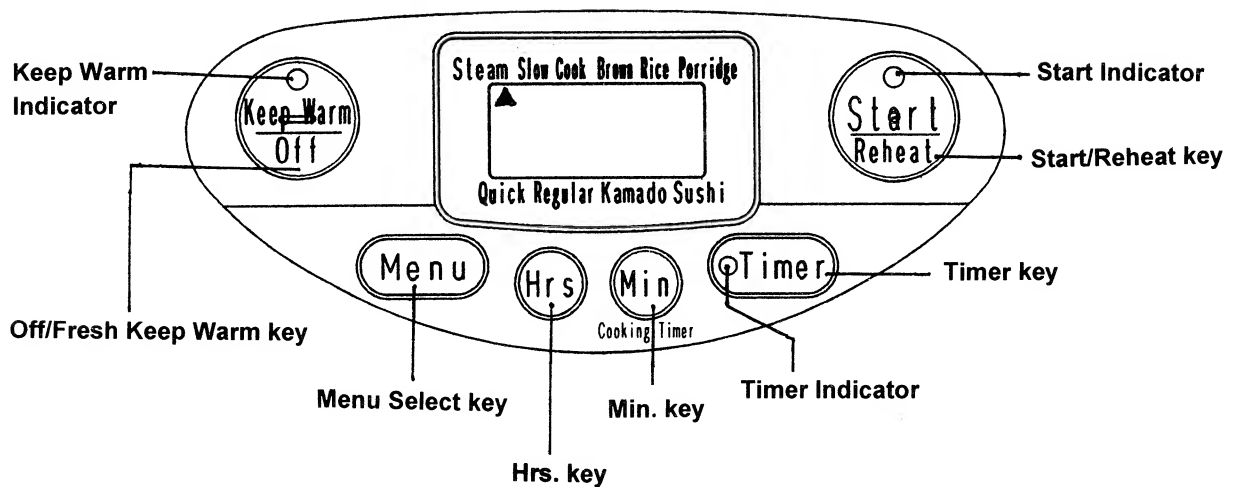 Keep Warm
Indicator
Keep Warm
Off
Steam Slow Cook Brown Rice Porridge
Quick Regular Kamado Sushi
Start
Reheat
Start Indicator
Start/Reheat key
Menu
Hrs
Min
Timer
Cooking Timer
Timer key
Off/Fresh Keep Warm key
Menu Select key
Min. key
Timer Indicator
Hrs. key